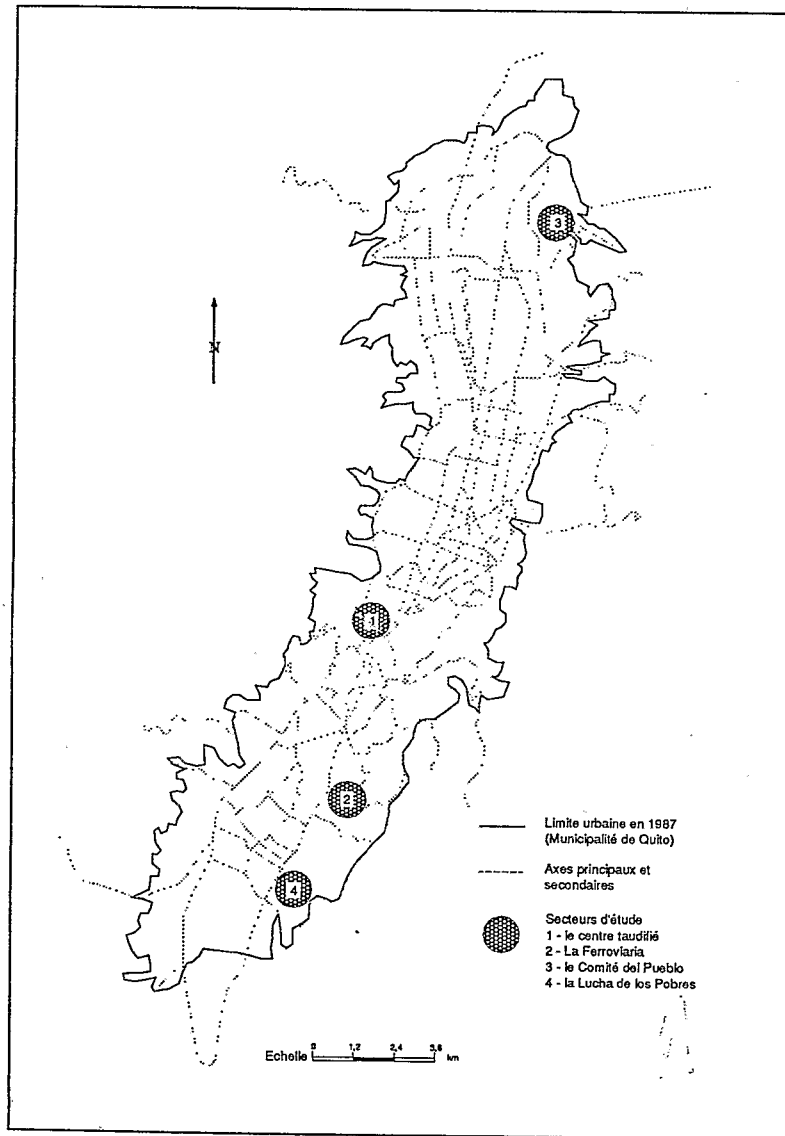 3
N
1
2
4
Limite urbaine en 1987
(Municipalité de Quito)
Axes principaux et
secondaires
Secteurs d'étude
1 - le centre taudifié
2 - La Ferroviaria
3 - le Comité del Pueblo
4 - la Lucha de los Pobres
0 1,2 2,4 3,6
Echelle km